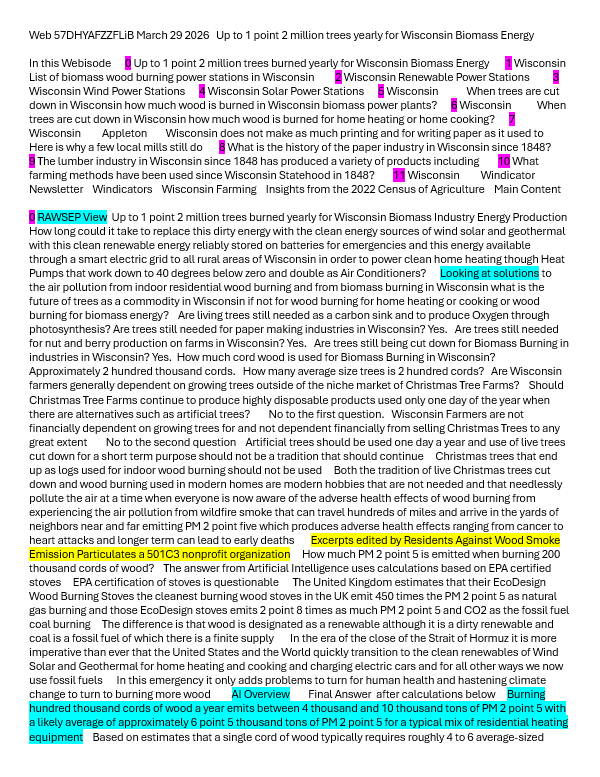 Web 57DHYAFZZFLiB March 29 2026 Up to 1 point 2 million trees yearly for Wisconsin Biomass Energy
In this Webisode 0 Up to 1 point 2 million trees burned yearly for Wisconsin Biomass Energy 1 Wisconsin
List of biomass wood burning power stations in Wisconsin 2 Wisconsin Renewable Power Stations 3
Wisconsin Wind Power Stations 4 Wisconsin Solar Power Stations 5 Wisconsin When trees are cut
down in Wisconsin how much wood is burned in Wisconsin biomass power plants? 6 Wisconsin When
trees are cut down in Wisconsin how much wood is burned for home heating or home cooking? 7
Wisconsin Appleton Wisconsin does not make as much printing and for writing paper as it used to
Here is why a few local mills still do 8 What is the history of the paper industry in Wisconsin since 1848?
9 The lumber industry in Wisconsin since 1848 has produced a variety of products including 10 What
farming methods have been used since Wisconsin Statehood in 1848? 11 Wisconsin Windicator
Newsletter Windicators Wisconsin Farming Insights from the 2022 Census of Agriculture Main Content
0 RAWSEP View Up to 1 point 2 million trees burned yearly for Wisconsin Biomass Industry Energy Production
How long could it take to replace this dirty energy with the clean energy sources of wind solar and geothermal
with this clean renewable energy reliably stored on batteries for emergencies and this energy available
through a smart electric grid to all rural areas of Wisconsin in order to power clean home heating though Heat
Pumps that work down to 40 degrees below zero and double as Air Conditioners? Looking at solutions to
the air pollution from indoor residential wood burning and from biomass burning in Wisconsin what is the
future of trees as a commodity in Wisconsin if not for wood burning for home heating or cooking or wood
burning for biomass energy? Are living trees still needed as a carbon sink and to produce Oxygen through
photosynthesis? Are trees still needed for paper making industries in Wisconsin? Yes. Are trees still needed
for nut and berry production on farms in Wisconsin? Yes. Are trees still being cut down for Biomass Burning in
industries in Wisconsin? Yes. How much cord wood is used for Biomass Burning in Wisconsin?
Approximately 2 hundred thousand cords. How many average size trees is 2 hundred cords? Are Wisconsin
farmers generally dependent on growing trees outside of the niche market of Christmas Tree Farms? Should
Christmas Tree Farms continue to produce highly disposable products used only one day of the year when
there are alternatives such as artificial trees? No to the first question. Wisconsin Farmers are not
financially dependent on growing trees for and not dependent financially from selling Christmas Trees to any
great extent No to the second question Artificial trees should be used one day a year and use of live trees
cut down for a short term purpose should not be a tradition that should continue Christmas trees that end
up as logs used for indoor wood burning should not be used Both the tradition of live Christmas trees cut
down and wood used in modern homes are modern hobbies that are not needed and that needlessly
pollute the air at a time when everyone is now aware of the adverse health effects of wood burning from
experiencing the air pollution from wildfire smoke that can travel hundreds of miles and arrive in the yards of
neighbors near and far emitting PM 2 point five which produces adverse health effects ranging from cancer to
heart attacks and longer term can lead to early deaths Excerpts edited by Residents Against Wood Smoke
Emission Particulates a 501C3 nonprofit organization How much PM 2 point 5 is emitted when burning 200
thousand cords of wood? The answer from Artificial Intelligence uses calculations based on EPA certified
stoves EPA certification of stoves is questionable The United Kingdom estimates that their EcoDesign
Wood Burning Stoves the cleanest burning wood stoves in the UK emit 450 times the PM 2 point 5 as natural
gas burning and those EcoDesign stoves emits 2 point 8 times as much PM 2 point 5 and CO2 as the fossil fuel
coal burning The difference is that wood is designated as a renewable although it is a dirty renewable and
coal is a fossil fuel of which there is a finite supply In the era of the close of the Strait of Hormuz it is more
imperative than ever that the United States and the World quickly transition to the clean renewables of Wind
Solar and Geothermal for home heating and cooking and charging electric cars and for all other ways we now
use fossil fuels In this emergency it only adds problems to turn for human health and hastening climate
change to turn to burning more wood AI Overview Final Answer after calculations below Burning
hundred thousand cords of wood a year emits between 4 thousand and 10 thousand tons of PM 2 point 5 with
a likely average of approximately 6 point 5 thousand tons of PM 2 point 5 for a typical mix of residential heating
equipment Based on estimates that a single cord of wood typically requires roughly 4 to 6 average-sized